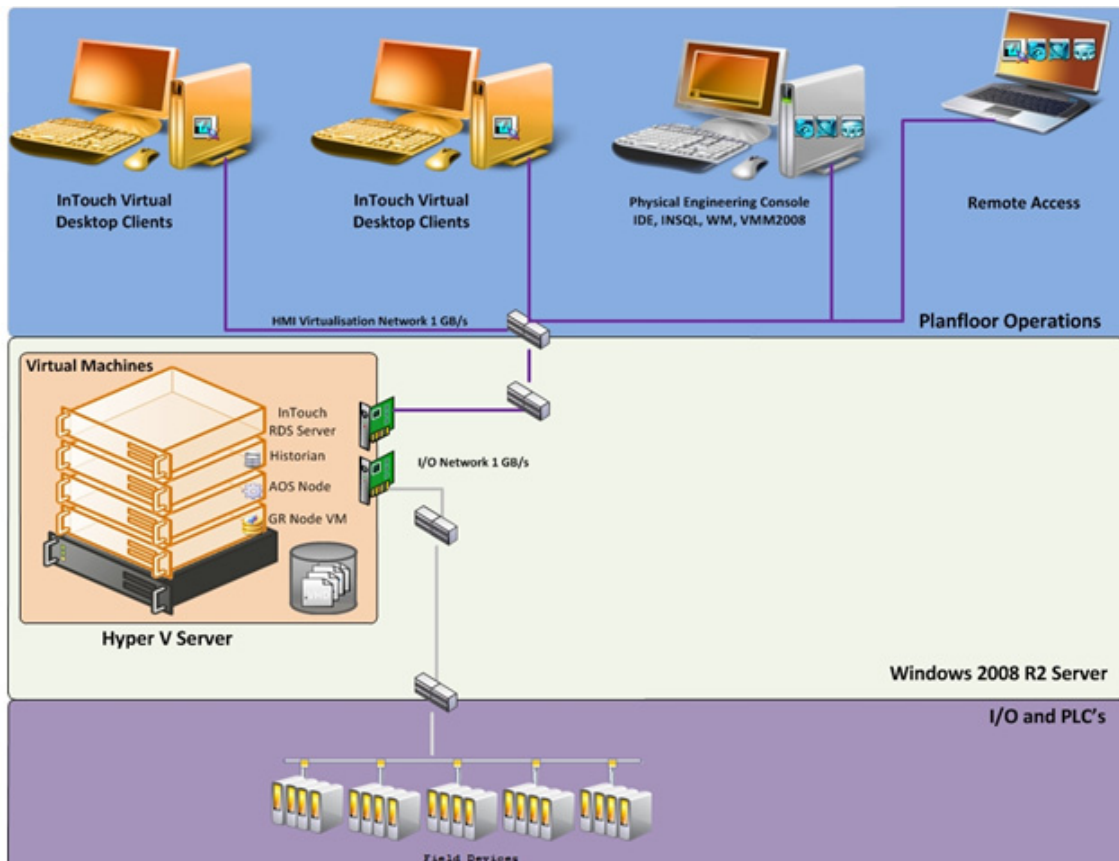 InTouch Virtual
Desktop Clients
InTouch Virtual
Desktop Clients
Physical Engineering Console
IDE, INSQL, WM, VMM2008
Remote Access
HMI Virtualisation Network 1 GB/s
Planfloor Operations
Virtual Machines
InTouch
RDS Server
Historian
AOS Node
GR Node VM
I/O Network 1 GB/s
Hyper V Server
Windows 2008 R2 Server
I/O and PLC's
Field Devices